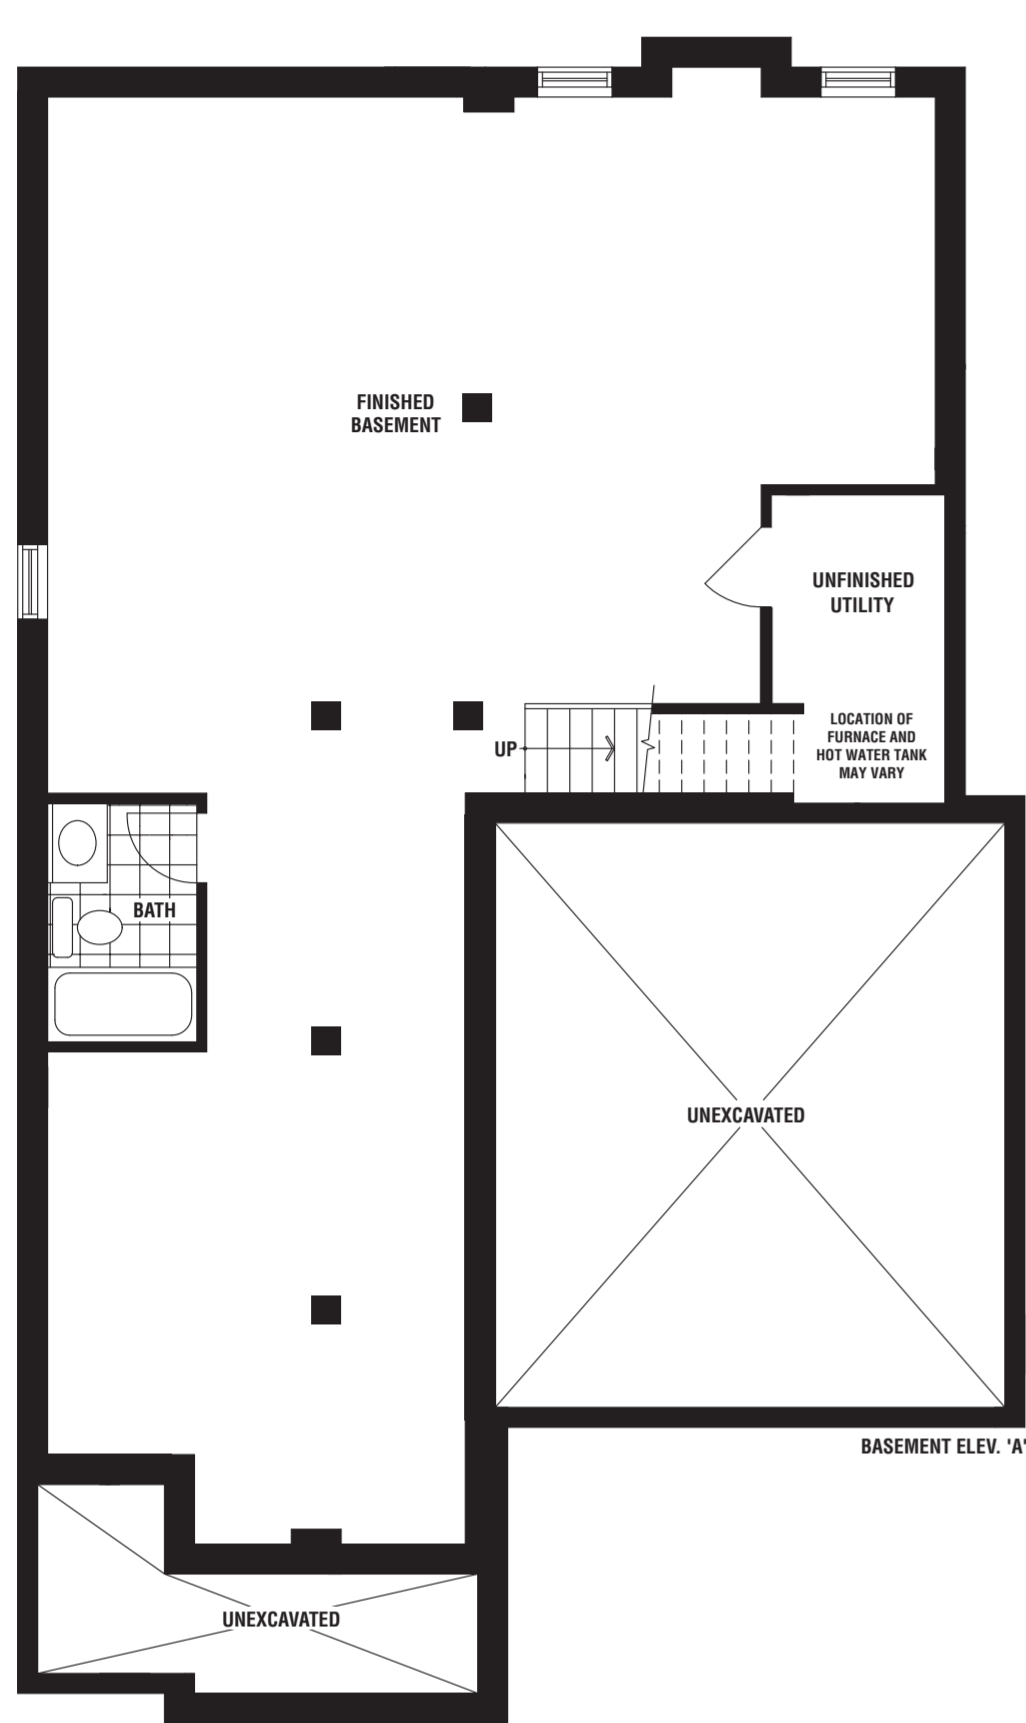 FINISHED
BASEMENT
UNFINISHED
UTILITY
LOCATION OF
FURNACE AND
HOT WATER TANK
MAY VARY
UP
BATH
UNEXCAVATED
BASEMENT ELEV. 'A'
UNEXCAVATED